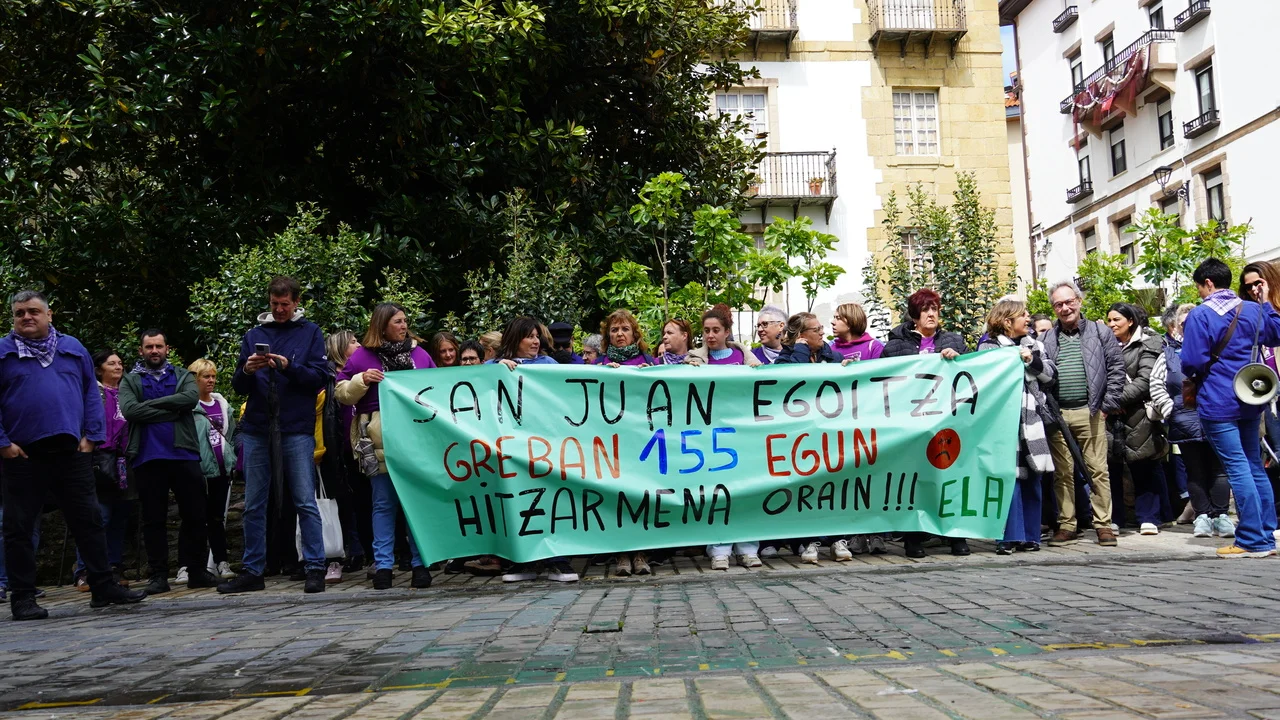 SAN JUAN EGOITZA
GREBAN 155 EGUN
HITZARMENA ORAIN!!! ELA